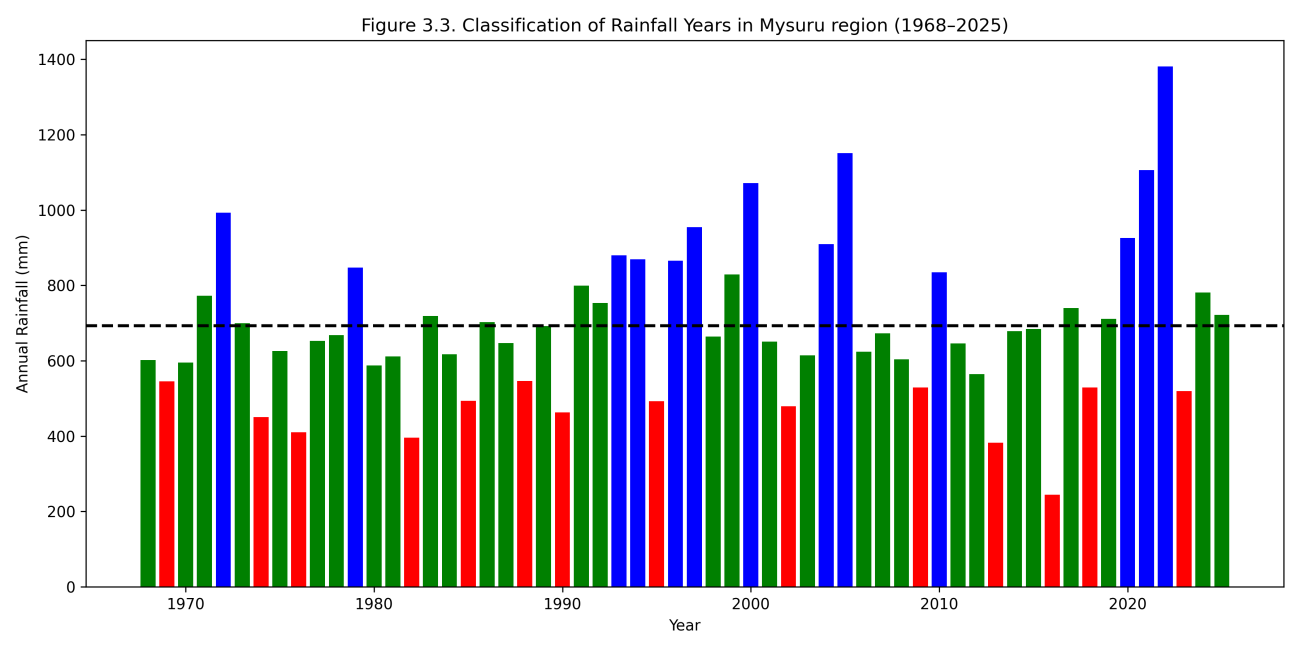 Figure 3.3. Classification of Rainfall Years in Mysuru region (1968–2025)
Annual Rainfall (mm)
1400
1200
1000
800
600
400
200
0
1970 1980 1990 2000 2010 2020
Year